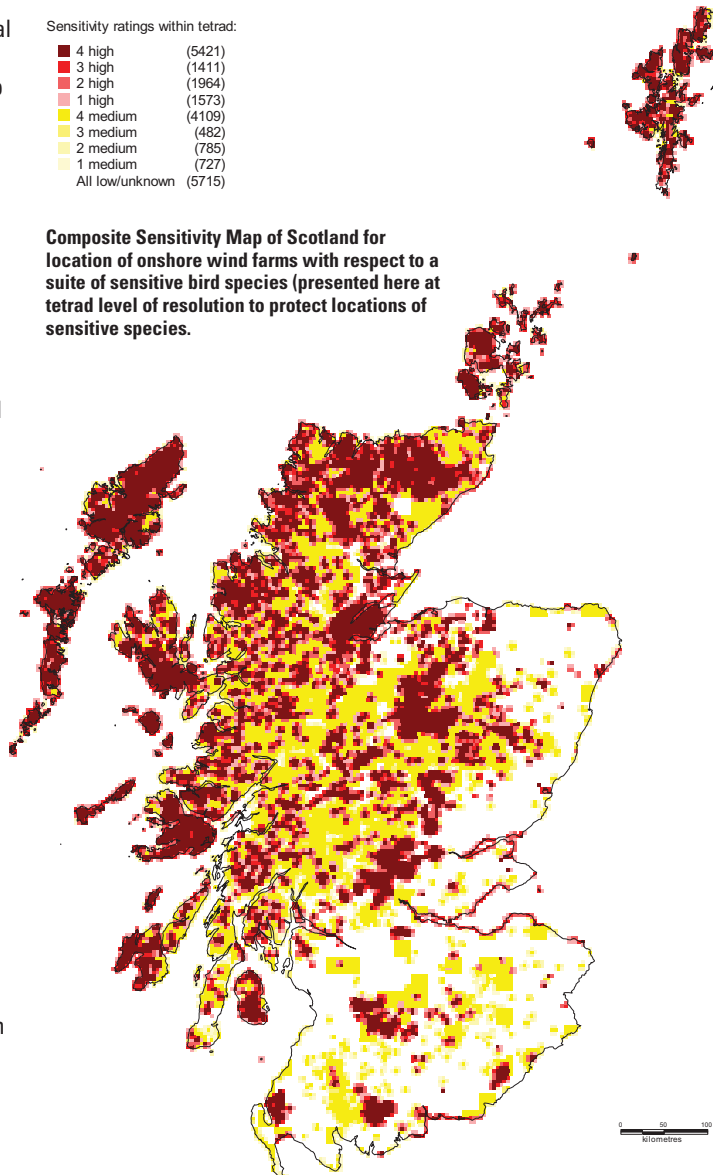 al
Sensitivity ratings within tetrad:
4 high (5421)
3 high (1411)
2 high (1964)
1 high (1573)
4 medium (4109)
3 medium (482)
2 medium (785)
1 medium (727)
All low/unknown (5715)
Composite Sensitivity Map of Scotland for
location of onshore wind farms with respect to a
suite of sensitive bird species (presented here at
tetrad level of resolution to protect locations of
sensitive species.
0 50 100
kilometres